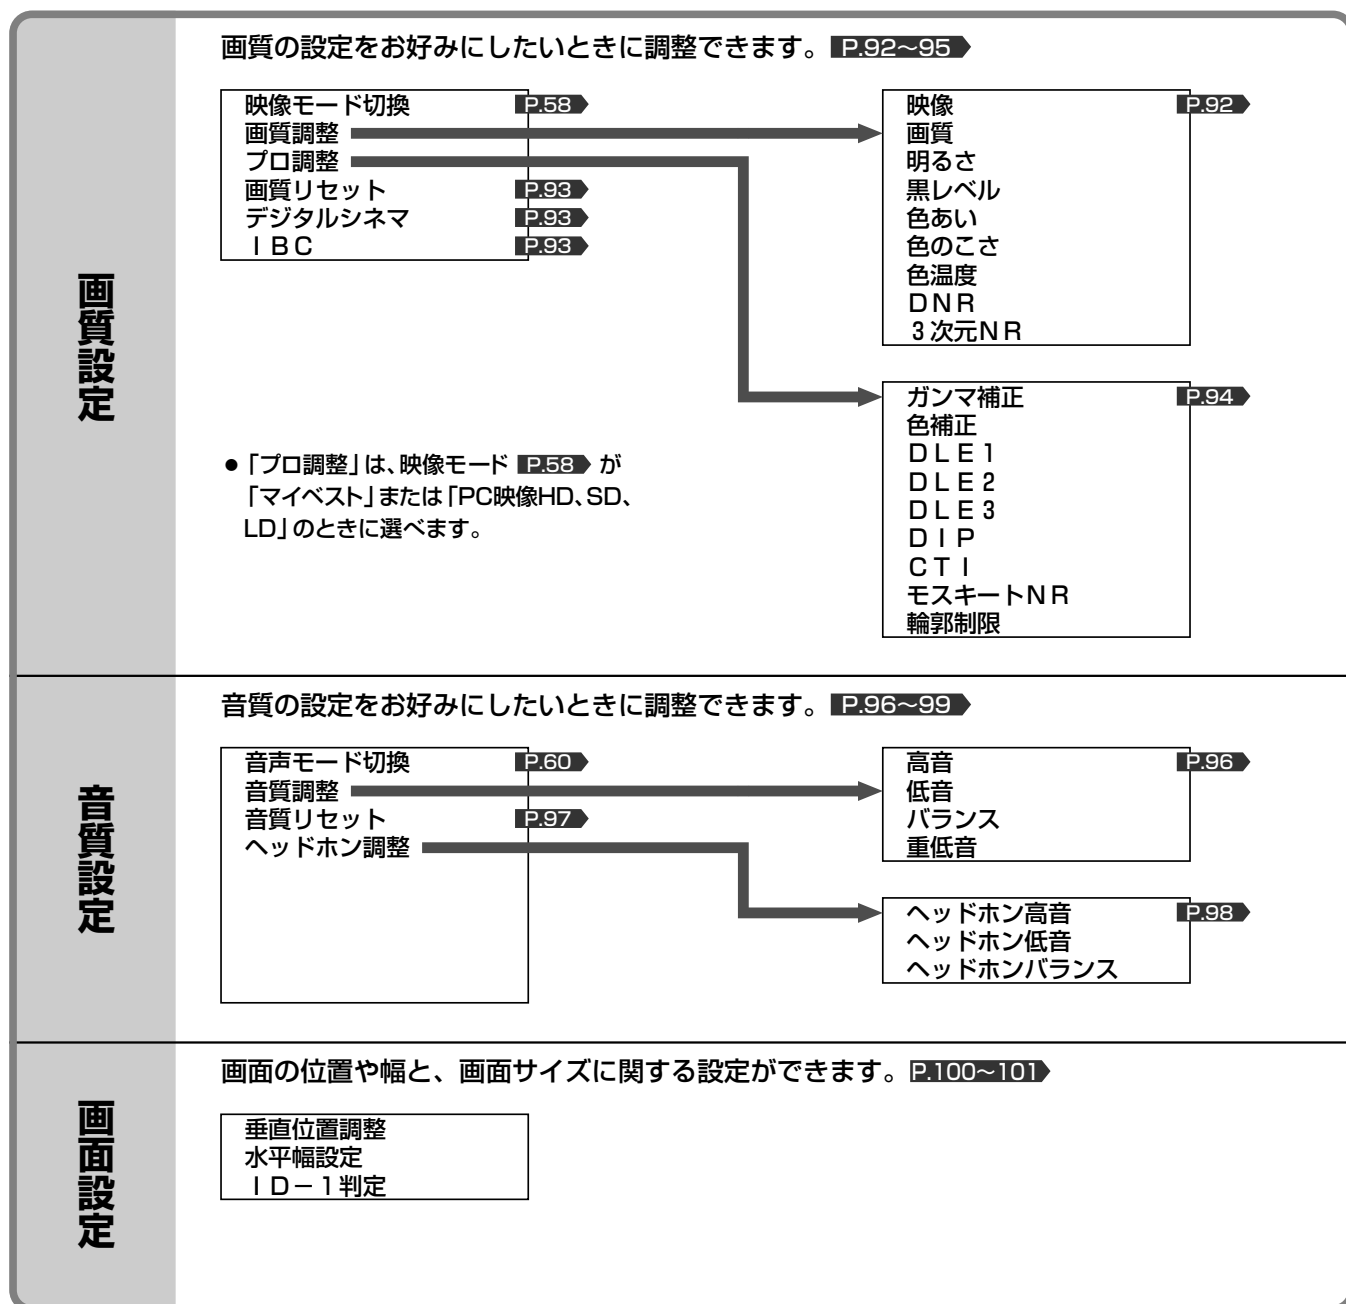 画質設定
画質の設定をお好みにしたいときに調整できます。 P.92～95
映像モード切換 P.58
画質調整
プロ調整
画質リセット P.93
デジタルシネマ P.93
ＩＢＣ P.93
映像 P.92
画質
明るさ
黒レベル
色あい
色のこさ
色温度
ＤＮＲ
３次元ＮＲ
ガンマ補正 P.94
色補正
ＤＬＥ１
ＤＬＥ２
ＤＬＥ３
ＤＩＰ
ＣＴＩ
モスキートＮＲ
輪郭制限
●「プロ調整」は、映像モード P.58 が
「マイベスト」または「PC映像HD、SD、
LD」のときに選べます。
音質設定
音質の設定をお好みにしたいときに調整できます。 P.96～99
音声モード切換 P.60
音質調整
音質リセット P.97
ヘッドホン調整
高音 P.96
低音
バランス
重低音
ヘッドホン高音 P.98
ヘッドホン低音
ヘッドホンバランス
画面設定
画面の位置や幅と、画面サイズに関する設定ができます。 P.100～101
垂直位置調整
水平幅設定
ＩＤ－１判定